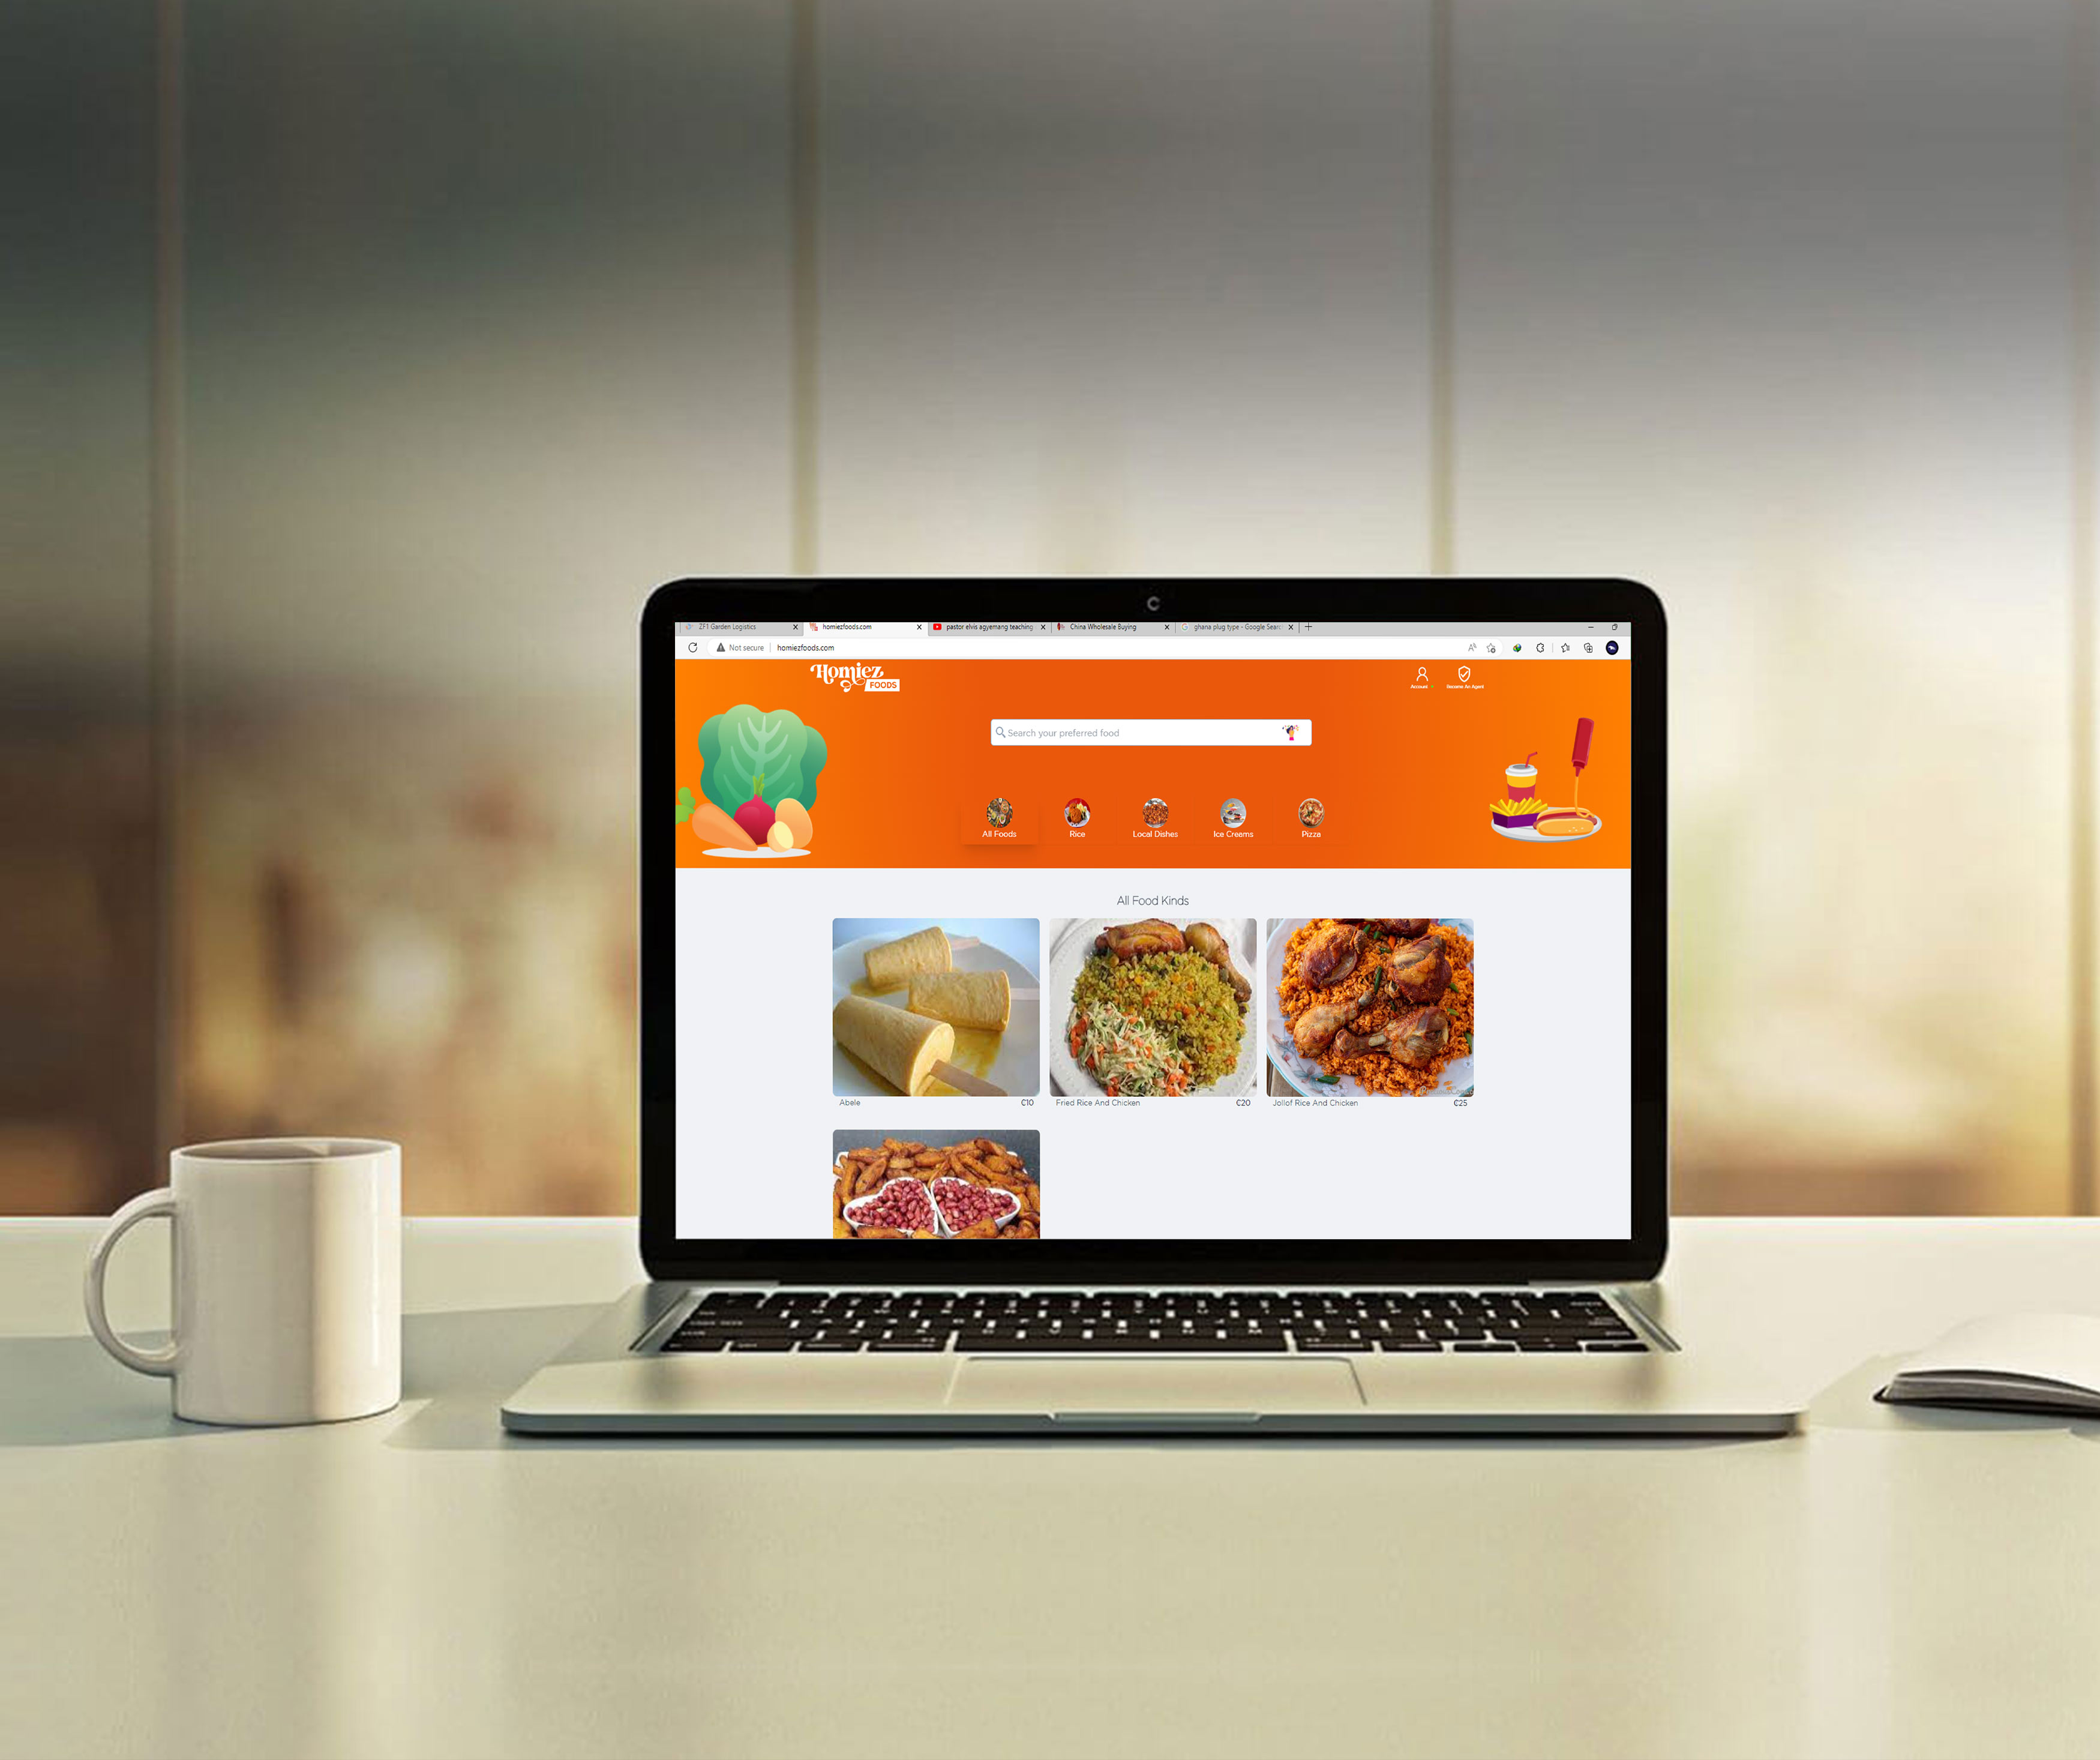 ZF1 Garden Logistics
homiezfoods.com
pastor elvis agyemang teaching
China Wholesale Buying
ghana plug type - Google Searc
Not secure
homiezfoods.com
Homiez
FOODS
Account
Become An Agent
Search your preferred food
All Foods
Rice
Local Dishes
Ice Creams
Pizza
All Food Kinds
Abele
₵10
Fried Rice And Chicken
₵20
Jollof Rice And Chicken
₵25